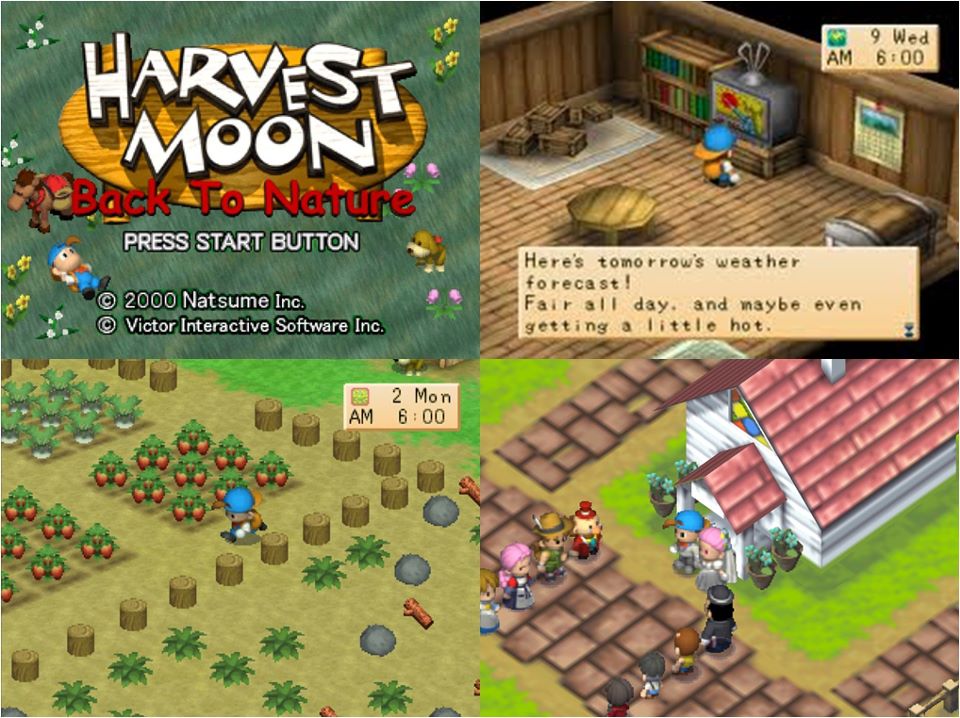 HARVEST
MOON
Back To Nature
PRESS START BUTTON
© 2000 Natsume Inc.
© Victor Interactive Software Inc.
9 Wed
AM 6:00
Here's tomorrow's weather
forecast!
Fair all day. and maybe even
getting a little hot.
2 Mon
AM 6:00